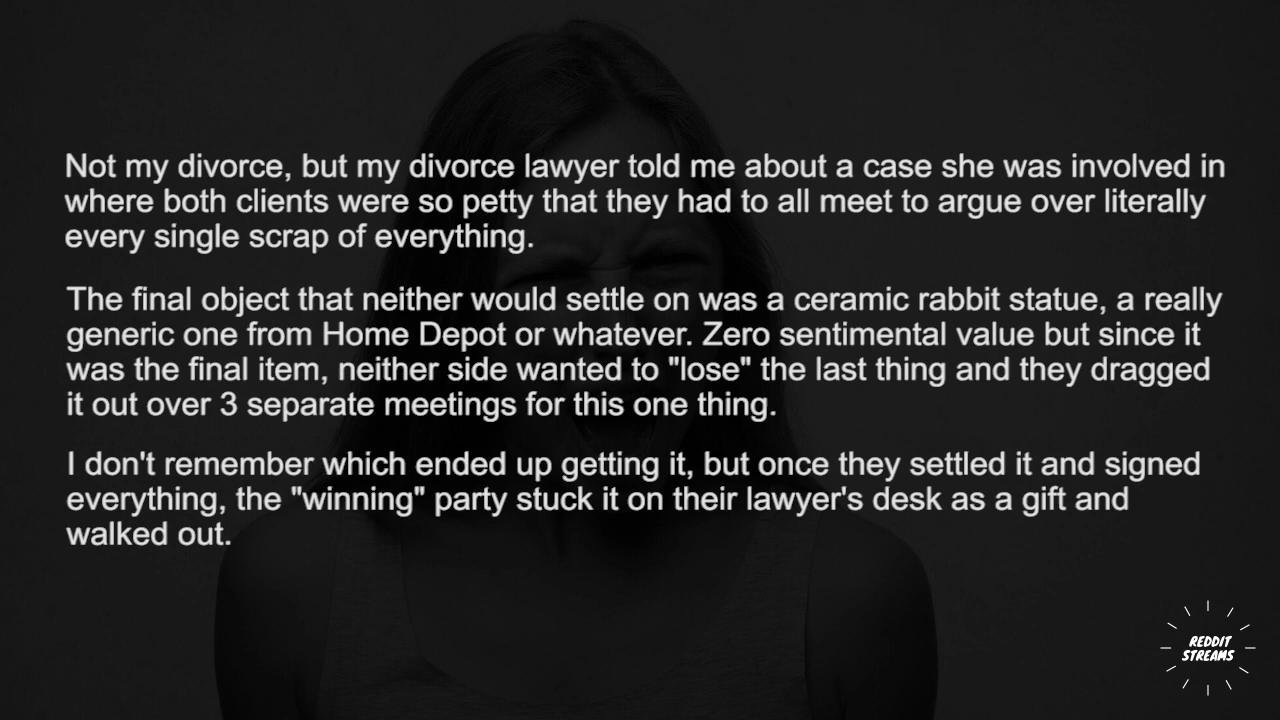 Not my divorce, but my divorce lawyer told me about a case she was involved in
where both clients were so petty that they had to all meet to argue over literally
every single scrap of everything.
The final object that neither would settle on was a ceramic rabbit statue, a really
generic one from Home Depot or whatever. Zero sentimental value but since it
was the final item, neither side wanted to "lose" the last thing and they dragged
it out over 3 separate meetings for this one thing.
I don't remember which ended up getting it, but once they settled it and signed
everything, the "winning" party stuck it on their lawyer's desk as a gift and
walked out.
REDDIT
STREAMS